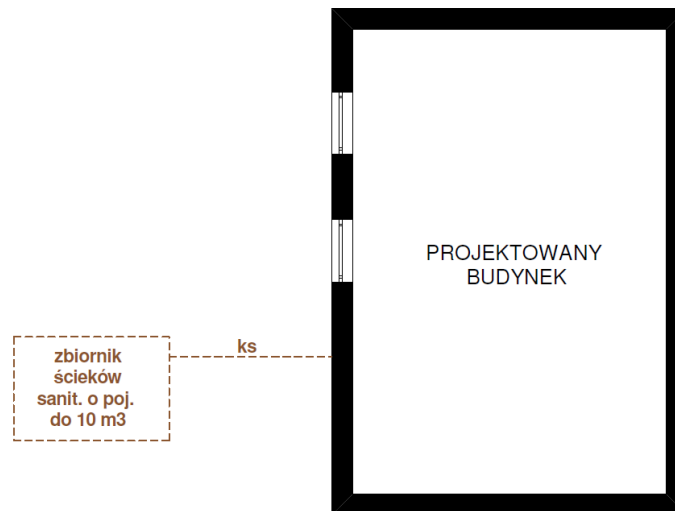 PROJEKTOWANY
BUDYNEK
ks
zbiornik
ścieków
sanit. o poj.
do 10 m3